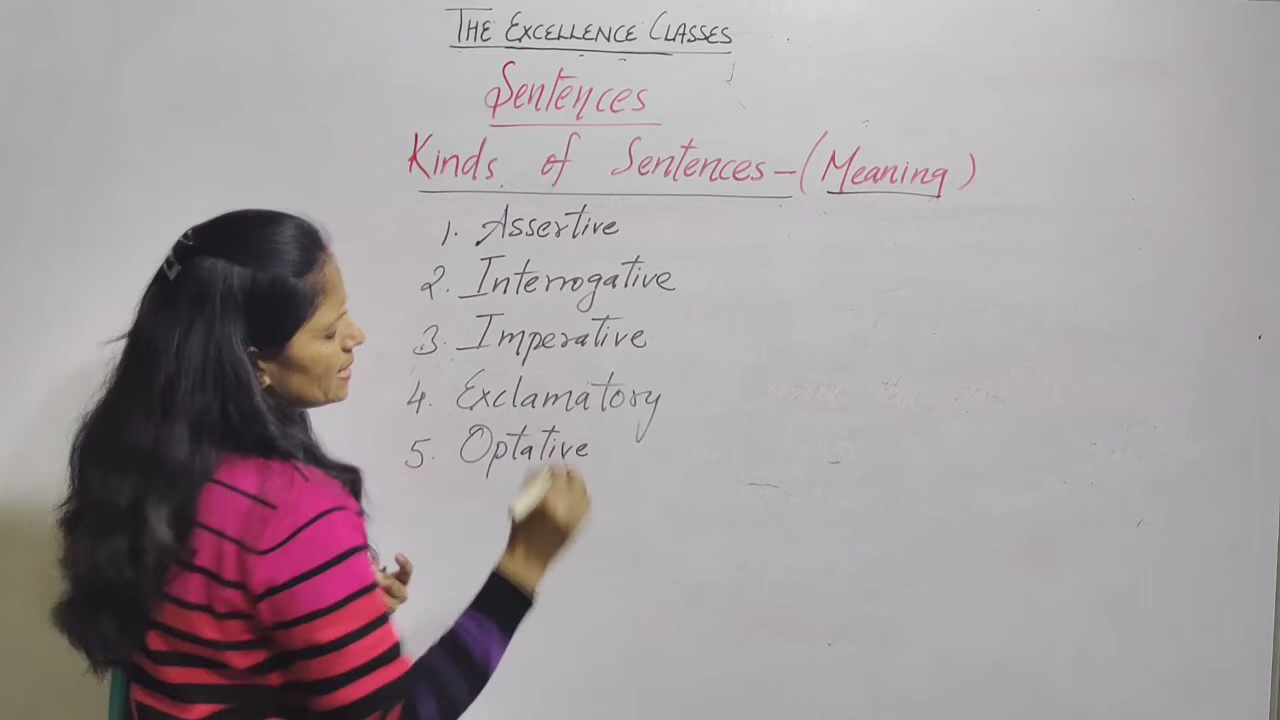 THE EXCELLENCE CLASSES
Sentences
Kinds of Sentences - (Meaning)
1. Assertive
2. Interrogative
3. Imperative
4. Exclamatory
5. Optative